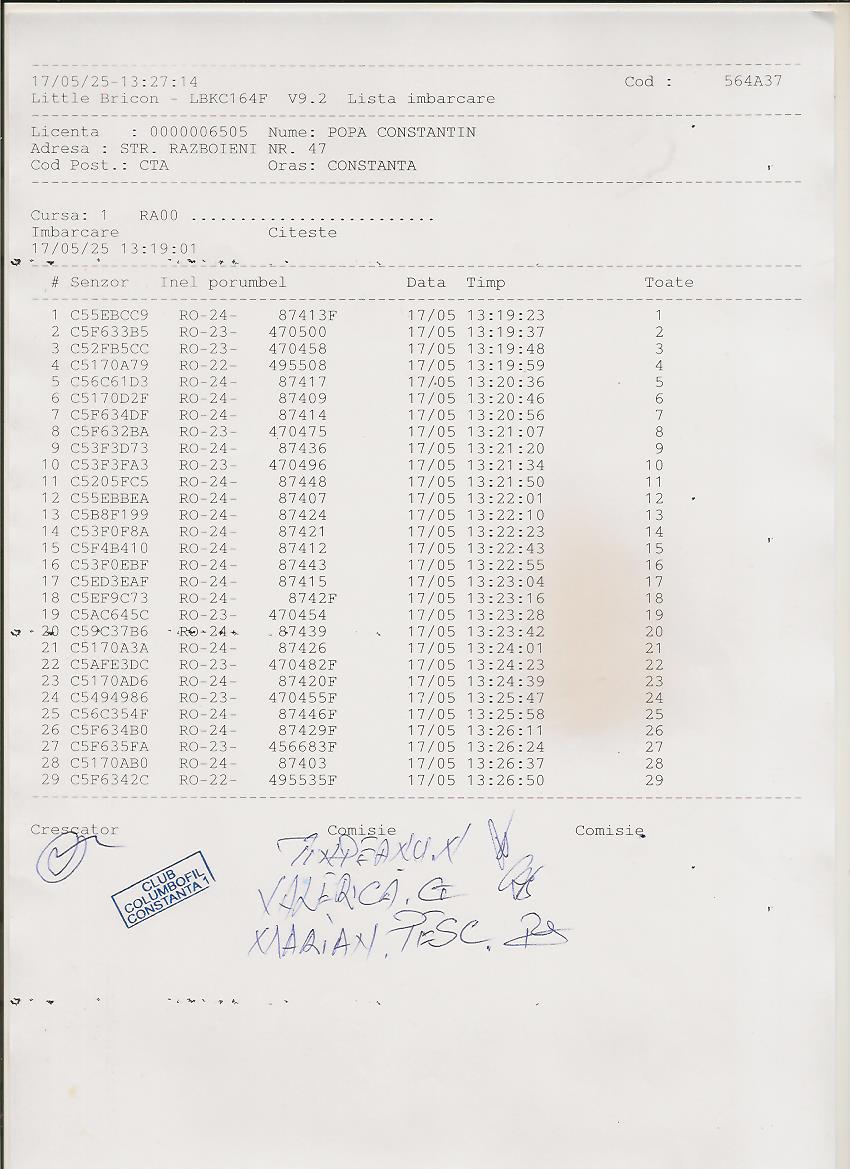 17/05/25-13:27:14 Cod : 564A37
Little Bricon - LBKC164F V9.2 Lista imbarcare
Licenta : 0000006505 Nume: POPA CONSTANTIN
Adresa : STR. RAZBOIENI NR. 47
Cod Post.: CTA Oras: CONSTANTA
Cursa: 1 RA00 .........................
Imbarcare Citeste
17/05/25 13:19:01
# Senzor Inel porumbel Data Timp Toate
1 C55EBCC9 RO-24- 87413F 17/05 13:19:23 1
2 C5F633B5 RO-23- 470500 17/05 13:19:37 2
3 C52FB5CC RO-23- 470458 17/05 13:19:48 3
4 C5170A79 RO-22- 495508 17/05 13:19:59 4
5 C56C61D3 RO-24- 87417 17/05 13:20:36 5
6 C5170D2F RO-24- 87409 17/05 13:20:46 6
7 C5F634DF RO-24- 87414 17/05 13:20:56 7
8 C5F632BA RO-23- 470475 17/05 13:21:07 8
9 C53F3D73 RO-24- 87436 17/05 13:21:20 9
10 C53F3FA3 RO-23- 470496 17/05 13:21:34 10
11 C5205FC5 RO-24- 87448 17/05 13:21:50 11
12 C55EBBEA RO-24- 87407 17/05 13:22:01 12
13 C5B8F199 RO-24- 87424 17/05 13:22:10 13
14 C53F0F8A RO-24- 87421 17/05 13:22:23 14
15 C5F4B410 RO-24- 87412 17/05 13:22:43 15
16 C53F0EBF RO-24- 87443 17/05 13:22:55 16
17 C5ED3EAF RO-24- 87415 17/05 13:23:04 17
18 C5EF9C73 RO-24- 8742F 17/05 13:23:16 18
19 C5AC645C RO-23- 470454 17/05 13:23:28 19
20 C59C37B6 RO-24- 87439 17/05 13:23:42 20
21 C5170A3A RO-24- 87426 17/05 13:24:01 21
22 C5AFE3DC RO-23- 470482F 17/05 13:24:23 22
23 C5170AD6 RO-24- 87420F 17/05 13:24:39 23
24 C5494986 RO-23- 470455F 17/05 13:25:47 24
25 C56C354F RO-24- 87446F 17/05 13:25:58 25
26 C5F634B0 RO-24- 87429F 17/05 13:26:11 26
27 C5F635FA RO-23- 456683F 17/05 13:26:24 27
28 C5170AB0 RO-24- 87403 17/05 13:26:37 28
29 C5F6342C RO-22- 495535F 17/05 13:26:50 29
Crescator Comisie Comisie
CLUB
COLUMBOFIL
CONSTANTA 1
VALERICA. G
MARIAN. PESC.